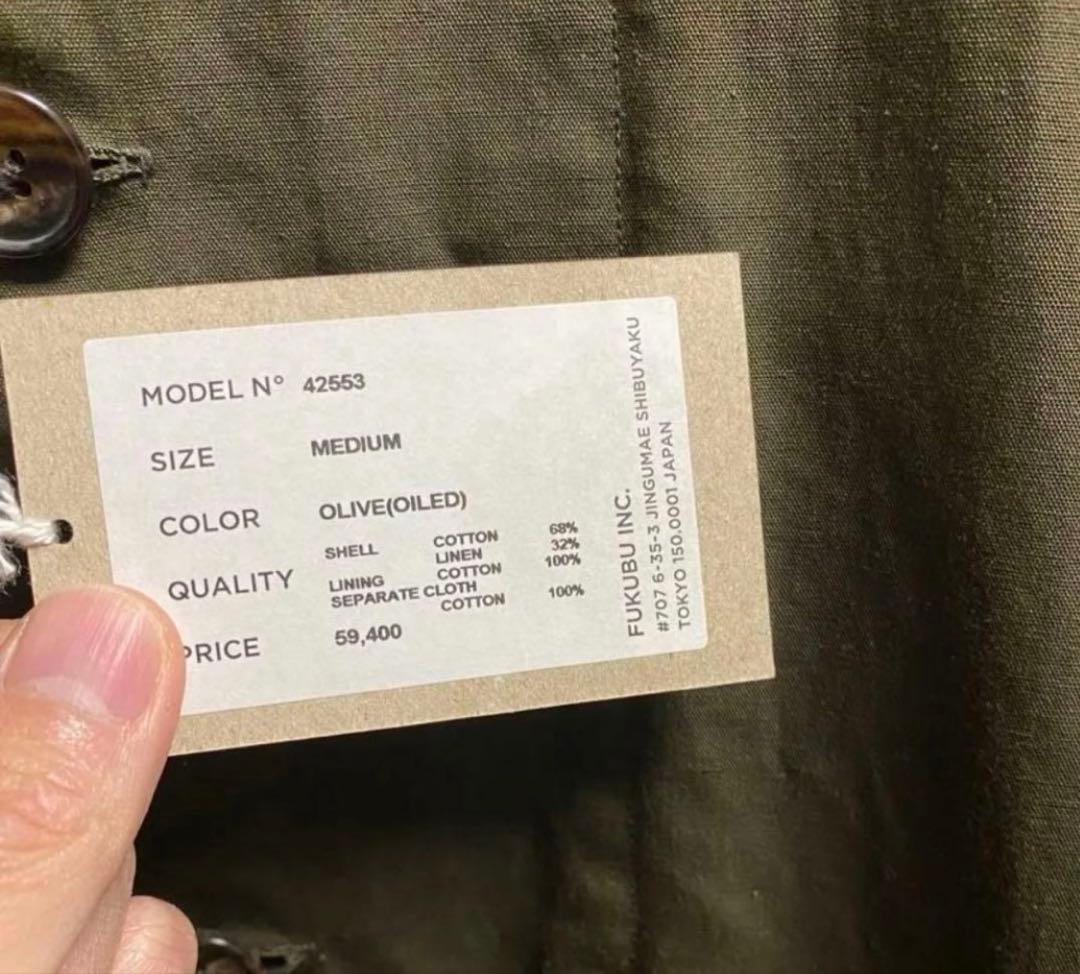 MODEL Nº 42553
SIZE MEDIUM
COLOR OLIVE(OILED)
QUALITY SHELL COTTON 68%
LINEN 32%
LINING COTTON 100%
SEPARATE CLOTH
COTTON 100%
PRICE 59,400
FUKUBU INC.
#707 6-35-3 JINGUMAE SHIBUYAKU
TOKYO 150.0001 JAPAN